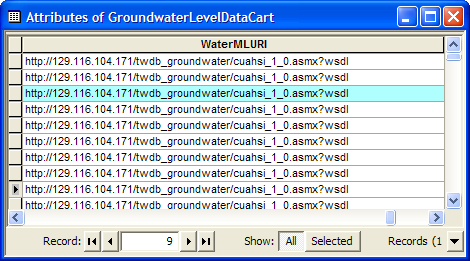 Attributes of GroundwaterLevelDataCart
WaterMLURI
http://129.116.104.171/twdb_groundwater/cuahsi_1_0.asmx?wsdl
http://129.116.104.171/twdb_groundwater/cuahsi_1_0.asmx?wsdl
http://129.116.104.171/twdb_groundwater/cuahsi_1_0.asmx?wsdl
http://129.116.104.171/twdb_groundwater/cuahsi_1_0.asmx?wsdl
http://129.116.104.171/twdb_groundwater/cuahsi_1_0.asmx?wsdl
http://129.116.104.171/twdb_groundwater/cuahsi_1_0.asmx?wsdl
http://129.116.104.171/twdb_groundwater/cuahsi_1_0.asmx?wsdl
http://129.116.104.171/twdb_groundwater/cuahsi_1_0.asmx?wsdl
http://129.116.104.171/twdb_groundwater/cuahsi_1_0.asmx?wsdl
http://129.116.104.171/twdb_groundwater/cuahsi_1_0.asmx?wsdl
Record: 9 Show: All Selected Records (1